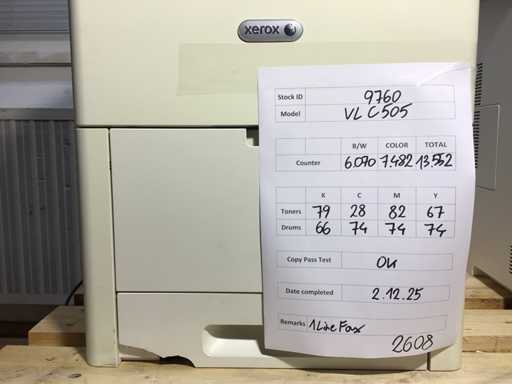 xerox
Stock ID 9760
Model VL C505
B/W COLOR TOTAL
Counter 6.070 7.482 13.552
K C M Y
Toners 79 28 82 67
Drums 66 74 74 74
Copy Pass Test OK
Date completed 2.12.25
Remarks 1 Line Fax
2608